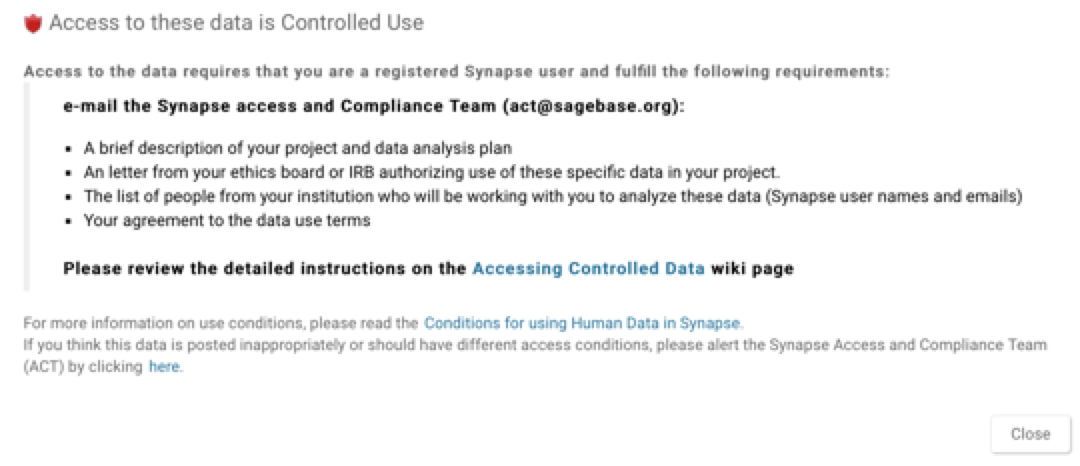 Access to these data is Controlled Use
Access to the data requires that you are a registered Synapse user and fulfill the following requirements:
e-mail the Synapse access and Compliance Team (act@sagebase.org):
▪ A brief description of your project and data analysis plan
▪ An letter from your ethics board or IRB authorizing use of these specific data in your project.
▪ The list of people from your institution who will be working with you to analyze these data (Synapse user names and emails)
▪ Your agreement to the data use terms
Please review the detailed instructions on the Accessing Controlled Data wiki page
For more information on use conditions, please read the Conditions for using Human Data in Synapse.
If you think this data is posted inappropriately or should have different access conditions, please alert the Synapse Access and Compliance Team
(ACT) by clicking here.
Close